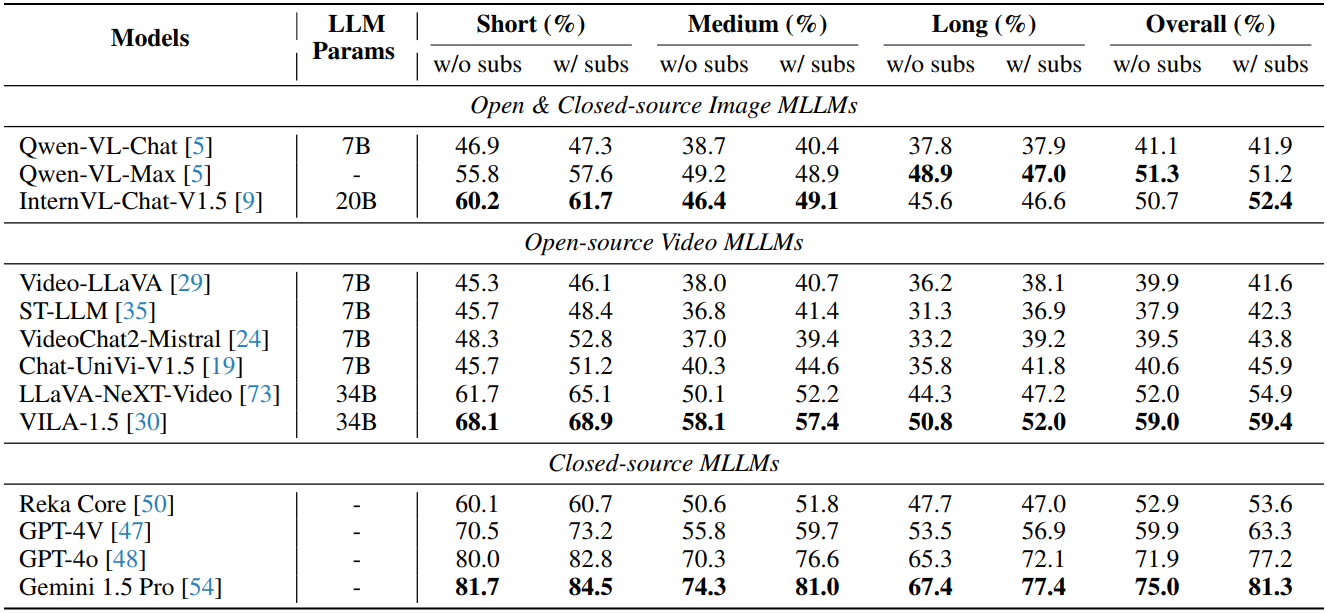 Models LLM Params Short (%) Medium (%) Long (%) Overall (%)
w/o subs w/ subs w/o subs w/ subs w/o subs w/ subs w/o subs w/ subs
Open & Closed-source Image MLLMs
Qwen-VL-Chat [5] 7B 46.9 47.3 38.7 40.4 37.8 37.9 41.1 41.9
Qwen-VL-Max [5] - 55.8 57.6 49.2 48.9 48.9 47.0 51.3 51.2
InternVL-Chat-V1.5 [9] 20B 60.2 61.7 46.4 49.1 45.6 46.6 50.7 52.4
Open-source Video MLLMs
Video-LLaVA [29] 7B 45.3 46.1 38.0 40.7 36.2 38.1 39.9 41.6
ST-LLM [35] 7B 45.7 48.4 36.8 41.4 31.3 36.9 37.9 42.3
VideoChat2-Mistral [24] 7B 48.3 52.8 37.0 39.4 33.2 39.2 39.5 43.8
Chat-UniVi-V1.5 [19] 7B 45.7 51.2 40.3 44.6 35.8 41.8 40.6 45.9
LLaVA-NeXT-Video [73] 34B 61.7 65.1 50.1 52.2 44.3 47.2 52.0 54.9
VILA-1.5 [30] 34B 68.1 68.9 58.1 57.4 50.8 52.0 59.0 59.4
Closed-source MLLMs
Reka Core [50] - 60.1 60.7 50.6 51.8 47.7 47.0 52.9 53.6
GPT-4V [47] - 70.5 73.2 55.8 59.7 53.5 56.9 59.9 63.3
GPT-4o [48] - 80.0 82.8 70.3 76.6 65.3 72.1 71.9 77.2
Gemini 1.5 Pro [54] - 81.7 84.5 74.3 81.0 67.4 77.4 75.0 81.3